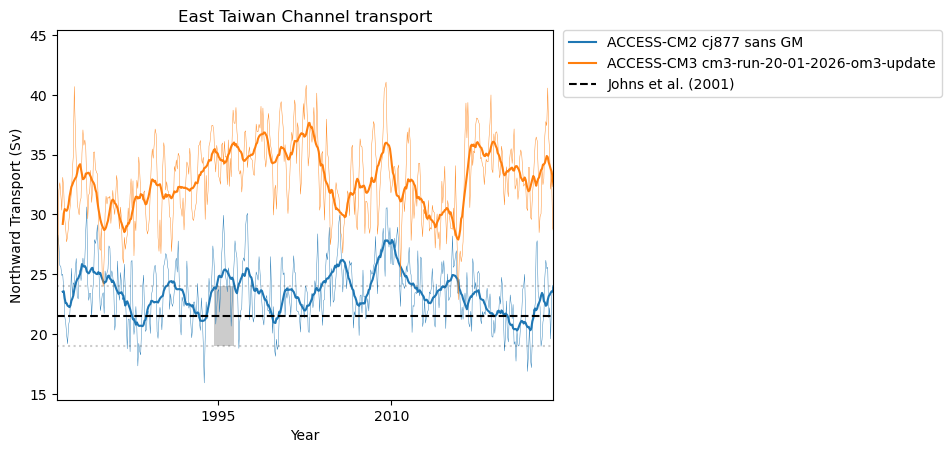 East Taiwan Channel transport
45
40
35
30
25
20
15
Northward Transport (Sv)
1995
2010
Year
ACCESS-CM2 cj877 sans GM
ACCESS-CM3 cm3-run-20-01-2026-om3-update
Johns et al. (2001)